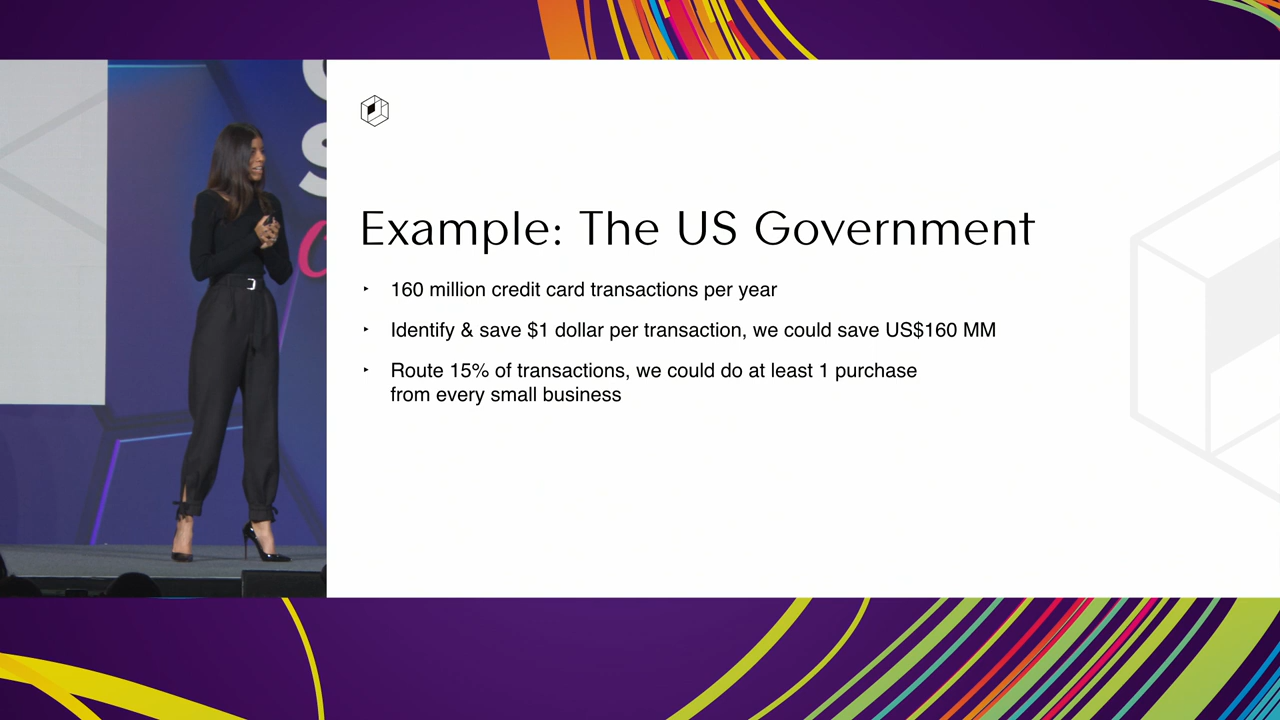 Example: The US Government
‣ 160 million credit card transactions per year
‣ Identify & save $1 dollar per transaction, we could save US$160 MM
‣ Route 15% of transactions, we could do at least 1 purchase
from every small business